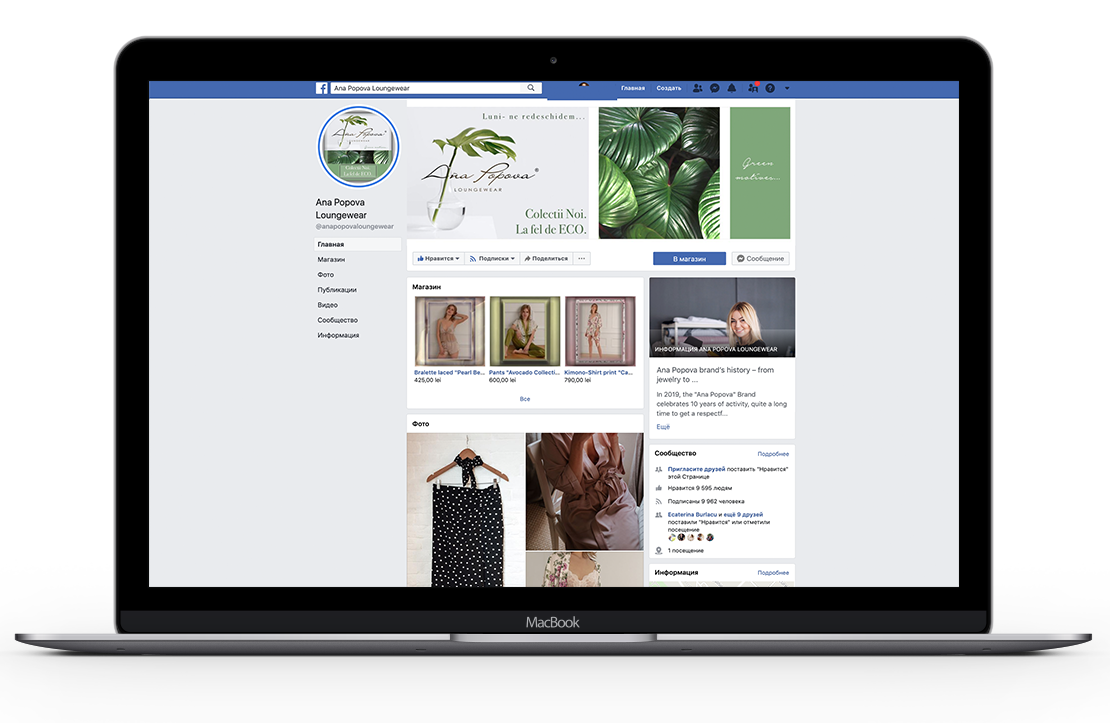 Ana Popova Loungewear
Главная
Создать
Ana Popova
LOUNGEWEAR
Colectii Noi.
La fel de ECO.
Luni- ne redeschidem...
Ana Popova®
LOUNGEWEAR
Colectii Noi.
La fel de ECO.
Green
motives...
Ana Popova
Loungewear
@anapopovaloungewear
Главная
Магазин
Фото
Публикации
Видео
Сообщество
Информация
Нравится
Подписки
Поделиться
...
В магазин
Сообщение
Магазин
Bralette laced "Pearl Be...
425,00 lei
Pants "Avocado Collecti...
600,00 lei
Kimono-Shirt print "Ca...
790,00 lei
Все
Фото
ИНФОРМАЦИЯ ANA POPOVA LOUNGEWEAR
Ana Popova brand's history – from
jewelry to ...
In 2019, the "Ana Popova" Brand
celebrates 10 years of activity, quite a long
time to get a respectf...
Ещё
Сообщество
Подробнее
Пригласите друзей поставить "Нравится"
этой Странице
Нравится 9 595 людям
Подписаны 9 962 человека
Ecaterina Burlacu и ещё 9 друзей
поставили "Нравится" или отметили
посещение
1 посещение
Информация
Подробнее
MacBook